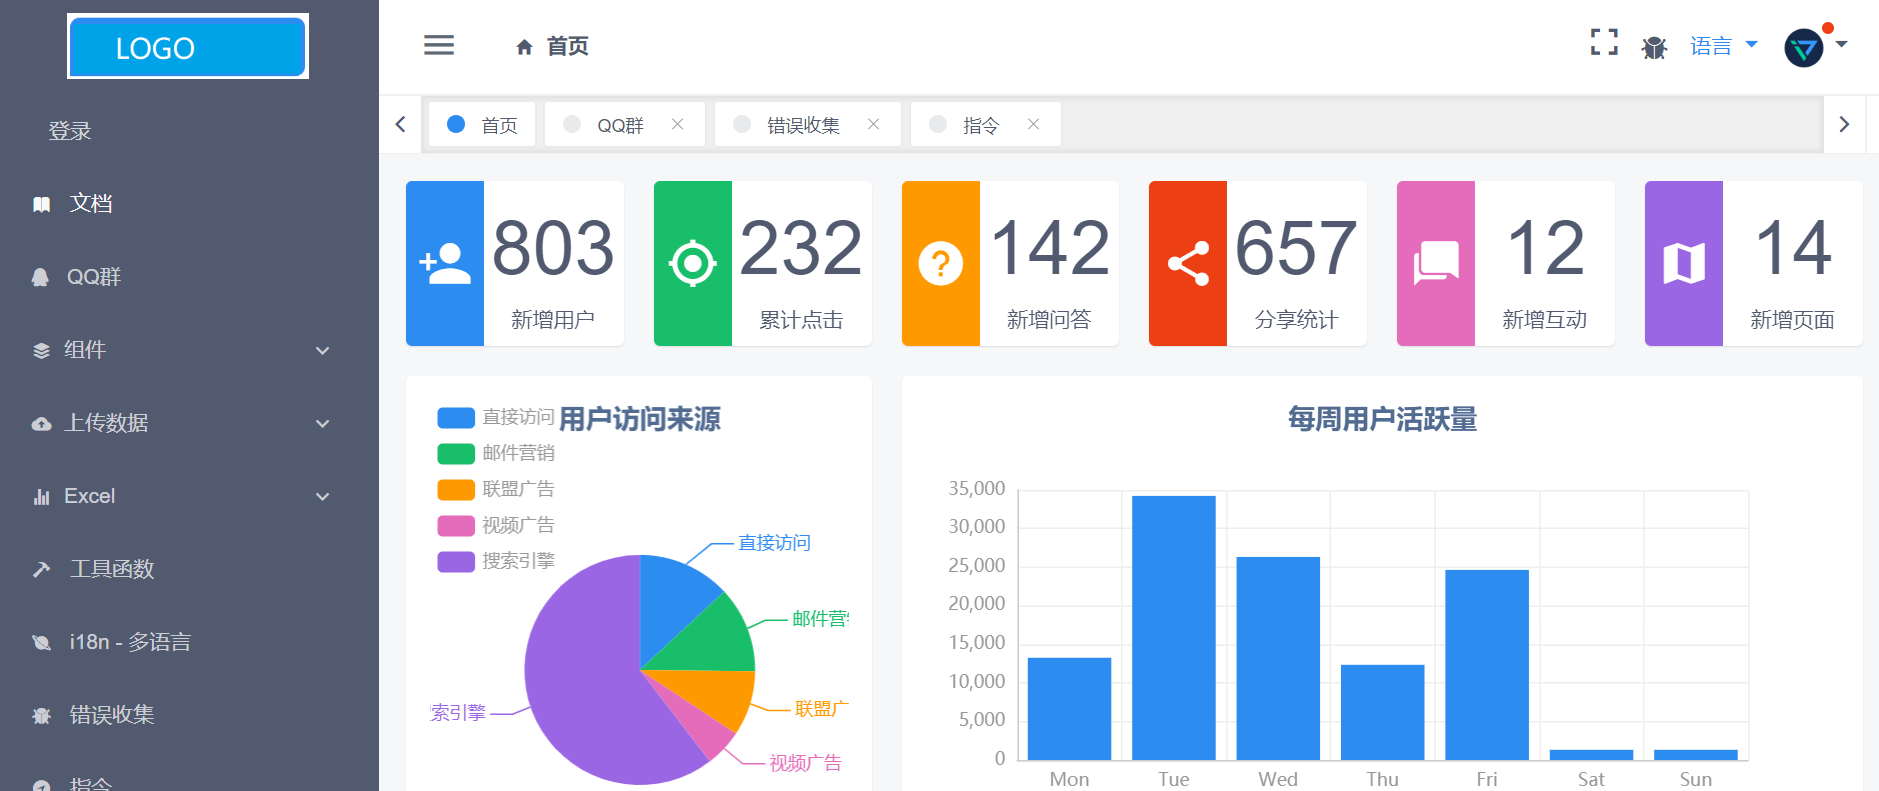 LOGO
登录
文档
QQ群
组件
上传数据
Excel
工具函数
i18n - 多语言
错误收集
指令
首页
语言
首页
QQ群
错误收集
指令
803
新增用户
232
累计点击
142
新增问答
657
分享统计
12
新增互动
14
新增页面
用户访问来源
直接访问
邮件营销
联盟广告
视频广告
搜索引擎
直接访问
邮件营
联盟广
视频广告
索引擎
每周用户活跃量
35,000
30,000
25,000
20,000
15,000
10,000
5,000
0
Mon Tue Wed Thu Fri Sat Sun